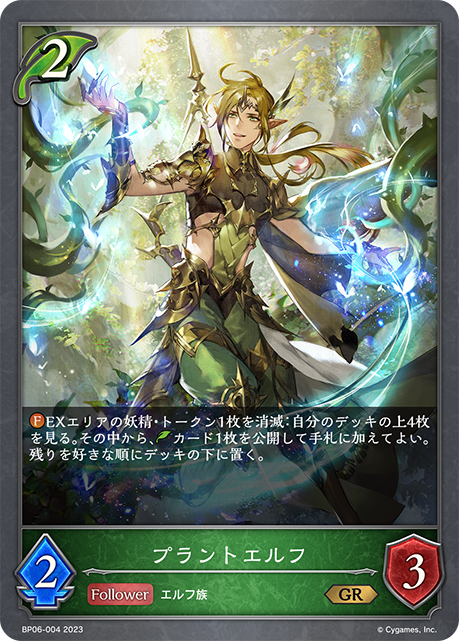 2
FEXエリアの妖精・トークン1枚を消滅：自分のデッキの上4枚
を見る。その中から、カード1枚を公開して手札に加えてよい。
残りを好きな順にデッキの下に置く。
プラントエルフ
2
Follower エルフ族 GR
3
BP06-004 2023
© Cygames, Inc.